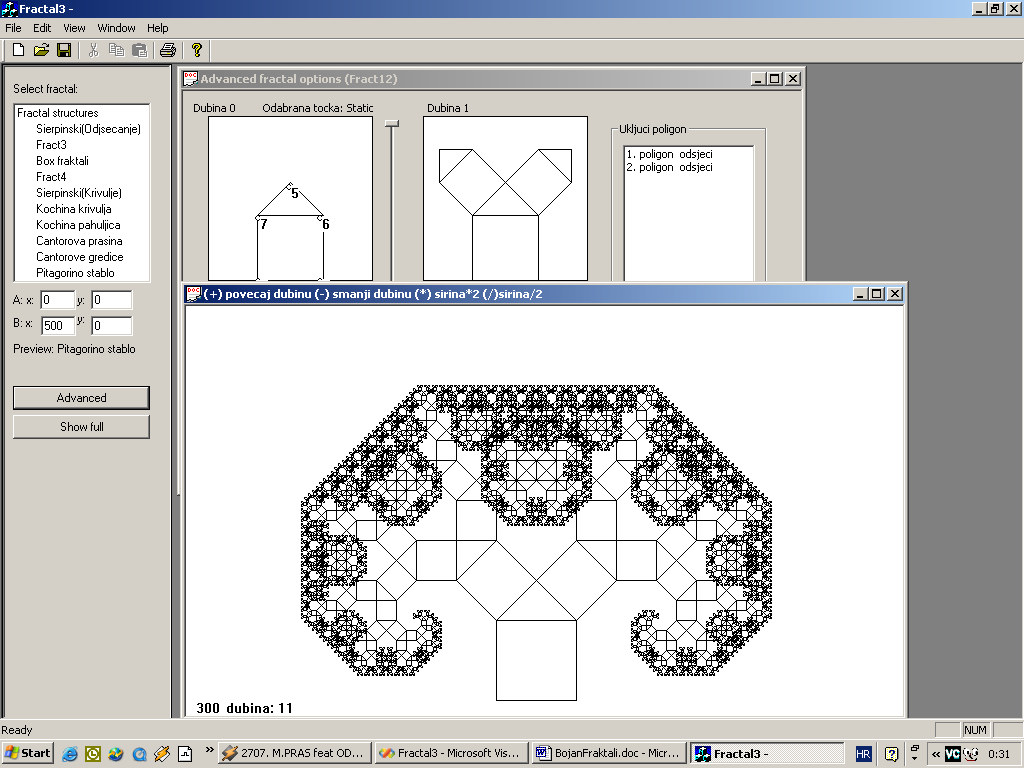 Fractal3 -
File Edit View Window Help
Select fractal:
Fractal structures
Sierpinski(Odjsecanje)
Fract3
Box fraktali
Fract4
Sierpinski(Krivulje)
Kochina krivulja
Kochina pahuljica
Cantorova prasina
Cantorove gredice
Pitagorino stablo
A: x: 0 y: 0
B: x: 500 y: 0
Preview: Pitagorino stablo
Advanced
Show full
DOC Advanced fractal options (Fract12)
Dubina 0 Odabrana tocka: Static Dubina 1
Ukljuci poligon
1. poligon odsjeci
2. poligon odsjeci
5
7 6
DOC (+) povecaj dubinu (-) smanji dubinu (*) sirina*2 (/)sirina/2
300 dubina: 11
Ready NUM
Start » 2707. M.PRAS feat OD... Fractal3 - Microsoft Vis... BojanFraktali.doc - Micr... Fractal3 - HR « VC 0:31